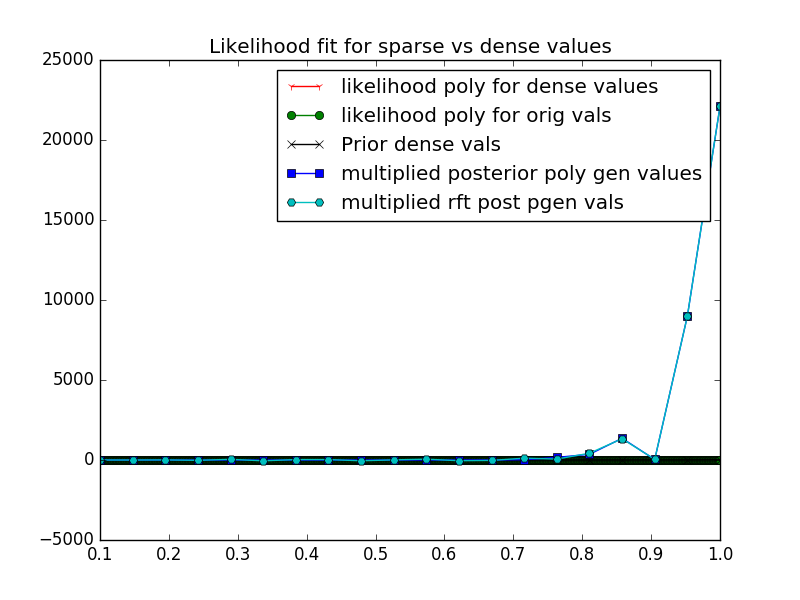 Likelihood fit for sparse vs dense values
25000
20000
15000
10000
5000
0
−5000
likelihood poly for dense values
likelihood poly for orig vals
Prior dense vals
multiplied posterior poly gen values
multiplied rft post pgen vals
0.1 0.2 0.3 0.4 0.5 0.6 0.7 0.8 0.9 1.0